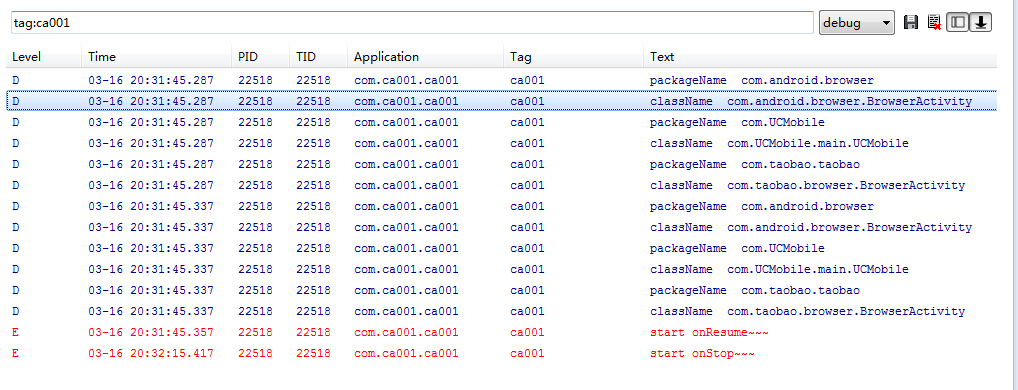 tag:ca001 debug
Level Time PID TID Application Tag Text
D 03-16 20:31:45.287 22518 22518 com.ca001.ca001 ca001 packageName com.android.browser
D 03-16 20:31:45.287 22518 22518 com.ca001.ca001 ca001 className com.android.browser.BrowserActivity
D 03-16 20:31:45.287 22518 22518 com.ca001.ca001 ca001 packageName com.UCMobile
D 03-16 20:31:45.287 22518 22518 com.ca001.ca001 ca001 className com.UCMobile.main.UCMobile
D 03-16 20:31:45.287 22518 22518 com.ca001.ca001 ca001 packageName com.taobao.taobao
D 03-16 20:31:45.287 22518 22518 com.ca001.ca001 ca001 className com.taobao.browser.BrowserActivity
D 03-16 20:31:45.337 22518 22518 com.ca001.ca001 ca001 packageName com.android.browser
D 03-16 20:31:45.337 22518 22518 com.ca001.ca001 ca001 className com.android.browser.BrowserActivity
D 03-16 20:31:45.337 22518 22518 com.ca001.ca001 ca001 packageName com.UCMobile
D 03-16 20:31:45.337 22518 22518 com.ca001.ca001 ca001 className com.UCMobile.main.UCMobile
D 03-16 20:31:45.337 22518 22518 com.ca001.ca001 ca001 packageName com.taobao.taobao
D 03-16 20:31:45.337 22518 22518 com.ca001.ca001 ca001 className com.taobao.browser.BrowserActivity
E 03-16 20:31:45.357 22518 22518 com.ca001.ca001 ca001 start onResume~~~
E 03-16 20:32:15.417 22518 22518 com.ca001.ca001 ca001 start onStop~~~